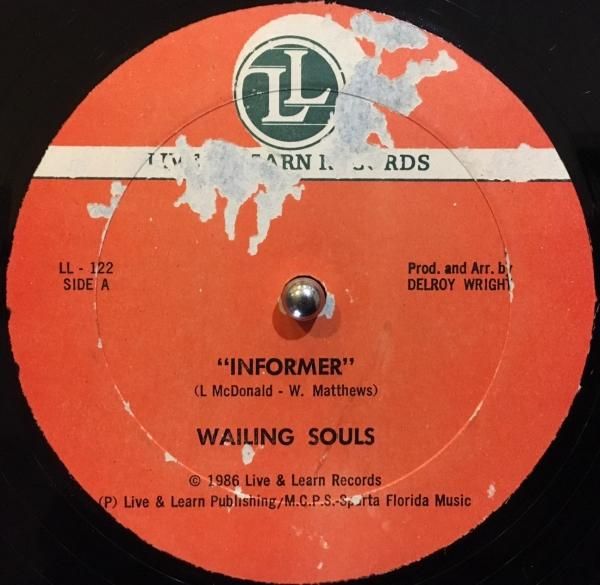 LL
RECORDS
LL - 122
SIDE A
Prod. and Arr. by
DELROY WRIGHT
"INFORMER"
(L McDonald - W. Matthews)
WAILING SOULS
© 1986 Live & Learn Records
(P) Live & Learn Publishing/M.C.P.S.-Sparta Florida Music